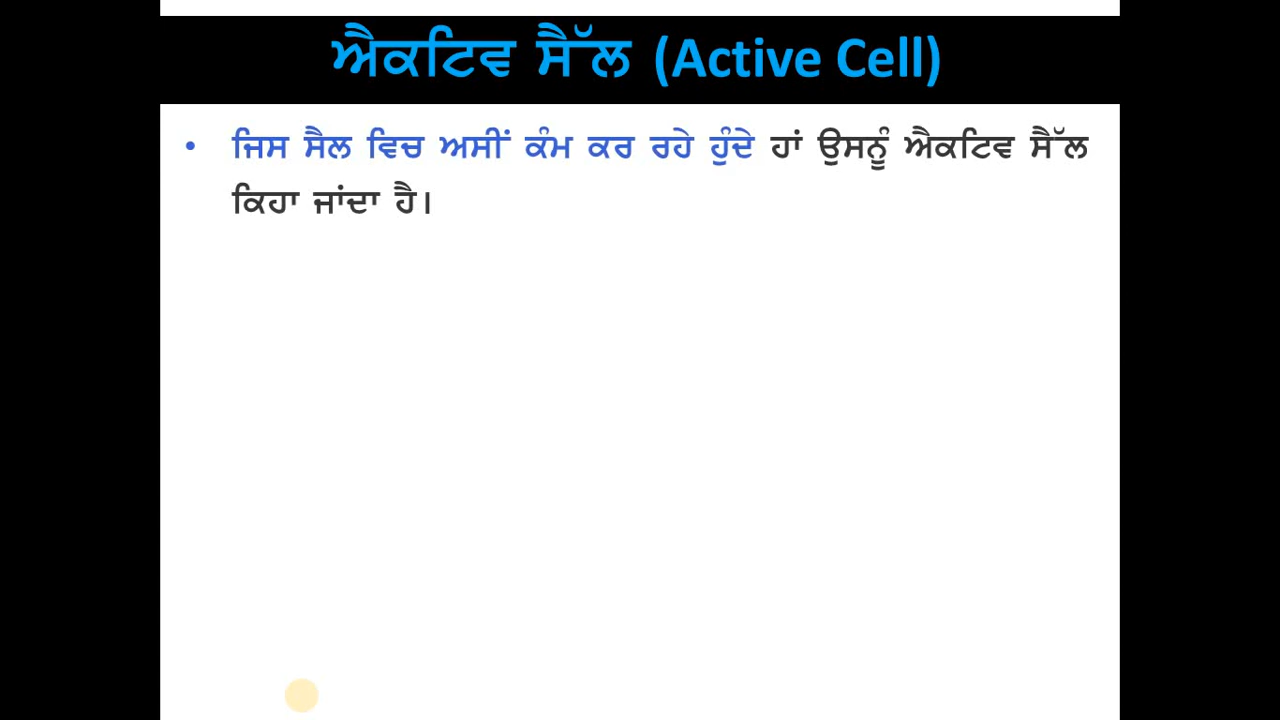 ਐਕਟਿਵ ਸੈੱਲ (Active Cell)
• ਜਿਸ ਸੈਲ ਵਿਚ ਅਸੀਂ ਕੰਮ ਕਰ ਰਹੇ ਹੁੰਦੇ ਹਾਂ ਉਸਨੂੰ ਐਕਟਿਵ ਸੈੱਲ
ਕਿਹਾ ਜਾਂਦਾ ਹੈ।